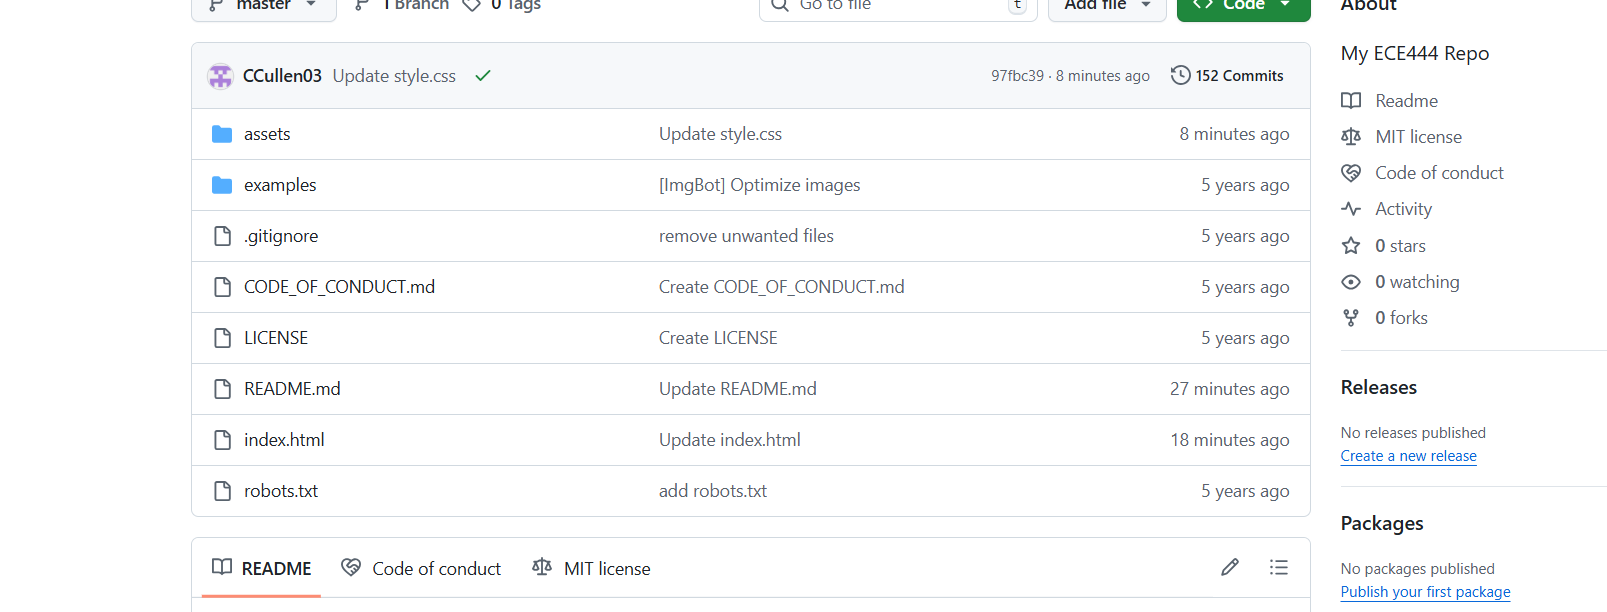 master
1 Branch
0 Tags
Go to file
t
Add file
Code
CCullen03 Update style.css
97fbc39 · 8 minutes ago
152 Commits
assets Update style.css 8 minutes ago
examples [ImgBot] Optimize images 5 years ago
.gitignore remove unwanted files 5 years ago
CODE_OF_CONDUCT.md Create CODE_OF_CONDUCT.md 5 years ago
LICENSE Create LICENSE 5 years ago
README.md Update README.md 27 minutes ago
index.html Update index.html 18 minutes ago
robots.txt add robots.txt 5 years ago
README Code of conduct MIT license
About
My ECE444 Repo
Readme
MIT license
Code of conduct
Activity
0 stars
0 watching
0 forks
Releases
No releases published
Create a new release
Packages
No packages published
Publish your first package